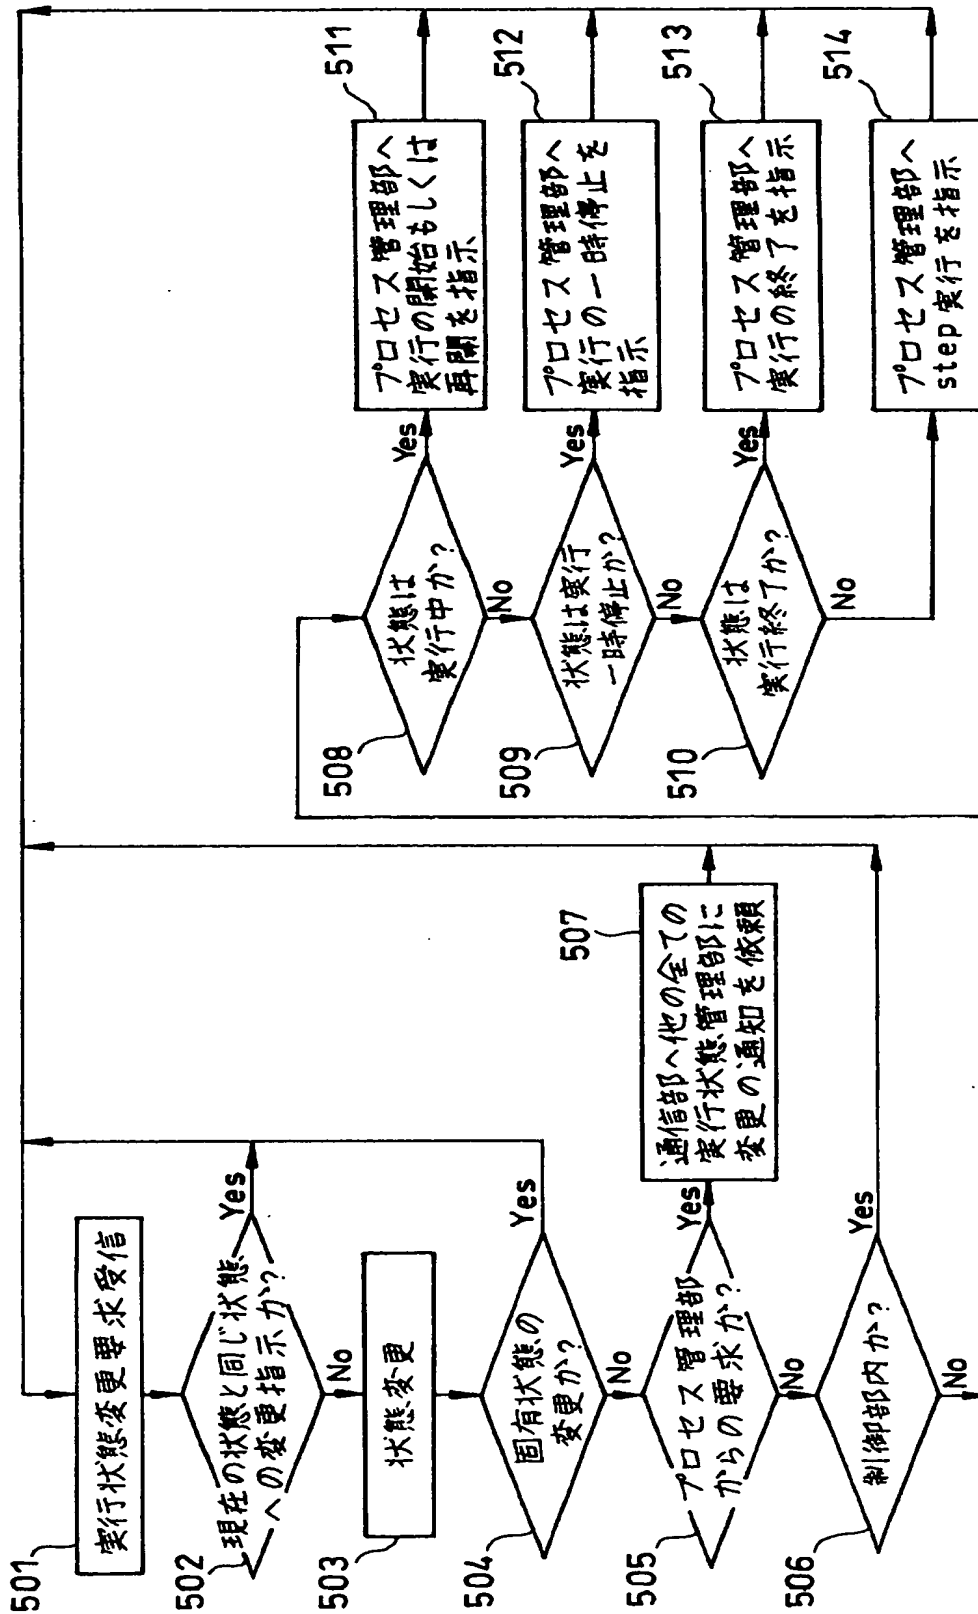 501
実行状態変更要求受信
502
現在の状態と同じ状態
への変更指示か?
Yes
No
503
状態変更
504
固有状態の
変更か?
Yes
No
505
プロセス管理部
からの要求か?
Yes
No
507
通信部へ他の全ての
実行状態管理部に
変更の通知を依頼
506
制御部内か?
Yes
No
508
状態は
実行中か?
Yes
No
511
プロセス管理部へ
実行の開始もしくは
再開を指示
509
状態は実行
一時停止か?
Yes
No
512
プロセス管理部へ
実行の一時停止を
指示
510
状態は
実行終了か?
Yes
No
513
プロセス管理部へ
実行の終了を指示
514
プロセス管理部へ
step実行を指示